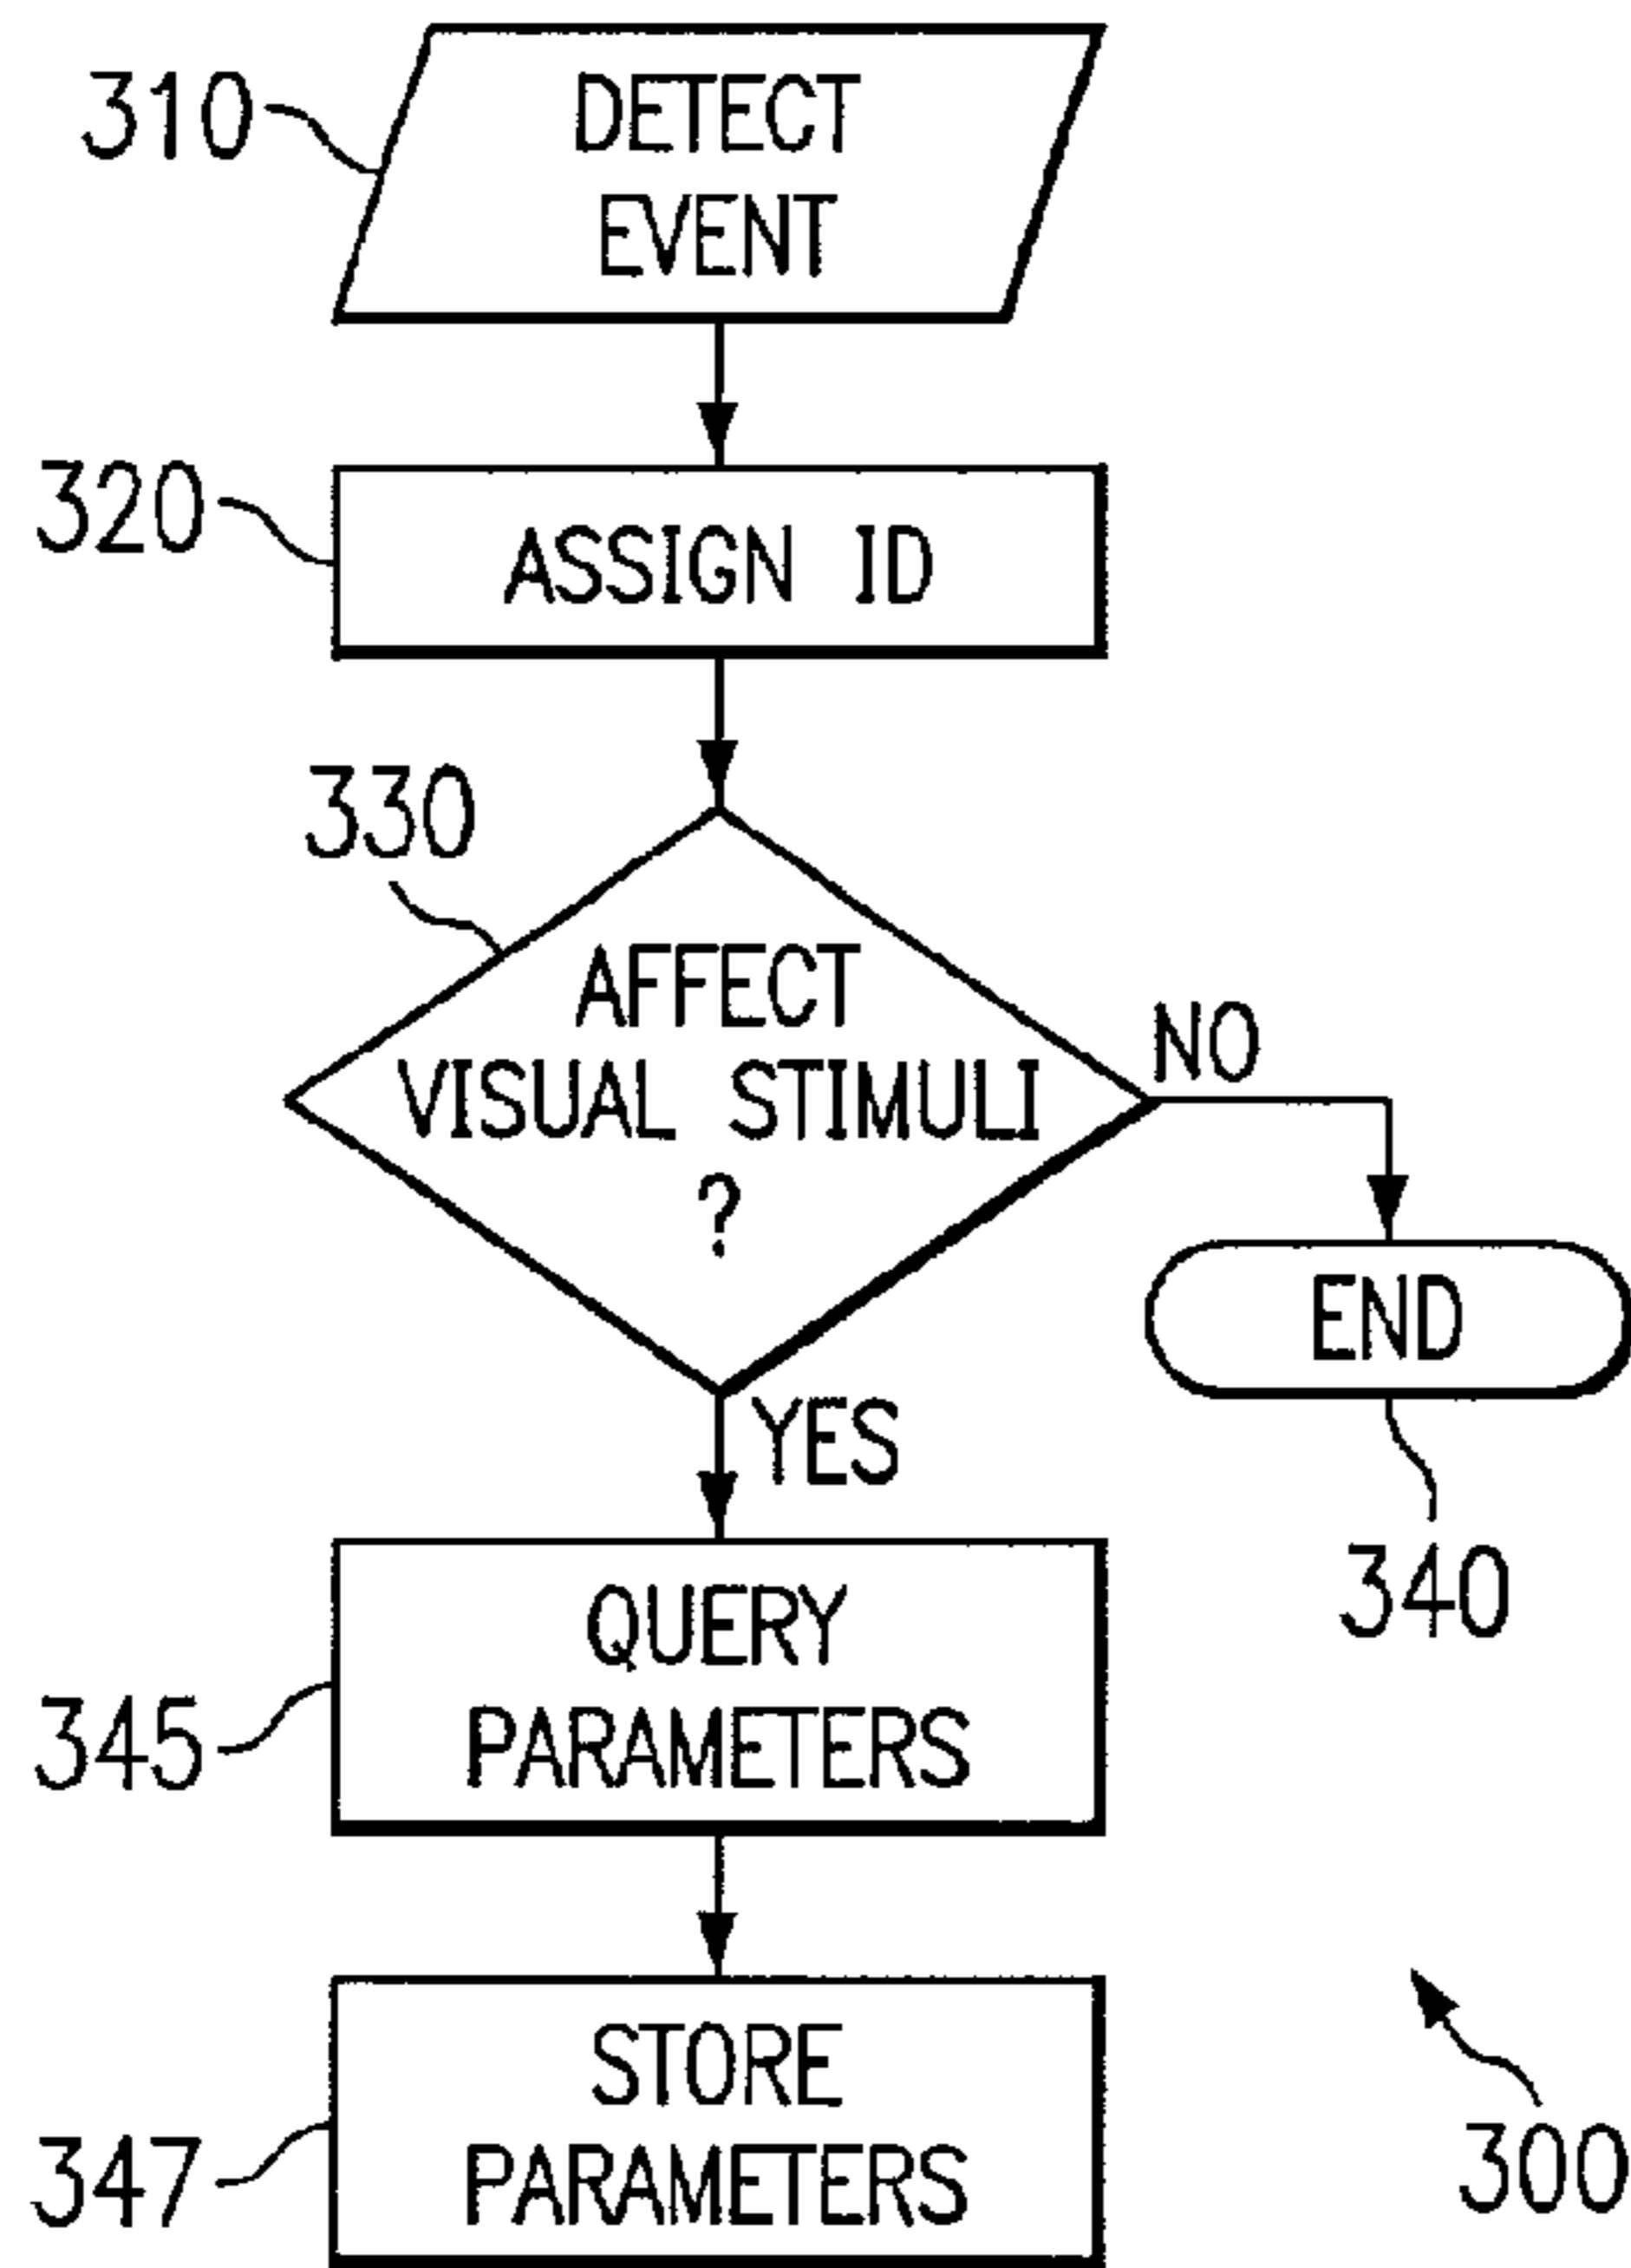 310
DETECT
EVENT
320
ASSIGN ID
330
AFFECT
VISUAL STIMULI
?
NO
END
340
YES
345
QUERY
PARAMETERS
347
STORE
PARAMETERS
300